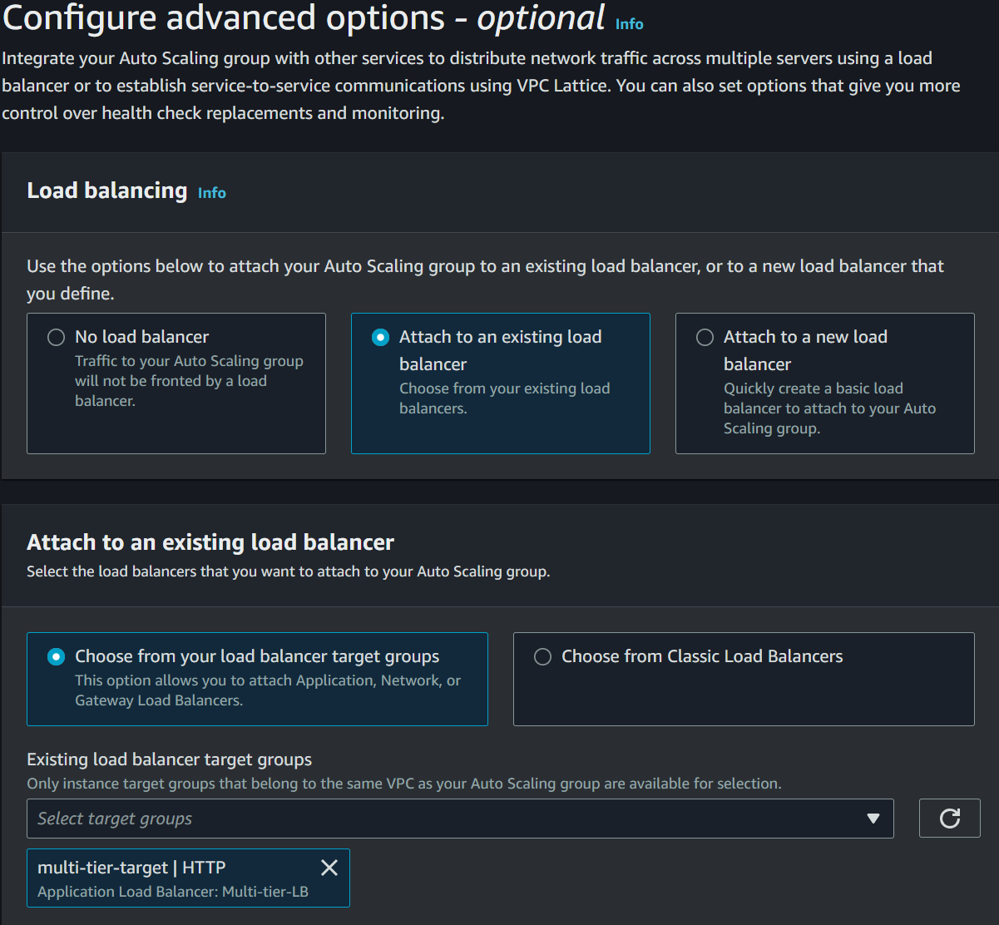 Configure advanced options - optional Info
Integrate your Auto Scaling group with other services to distribute network traffic across multiple servers using a load
balancer or to establish service-to-service communications using VPC Lattice. You can also set options that give you more
control over health check replacements and monitoring.
Load balancing Info
Use the options below to attach your Auto Scaling group to an existing load balancer, or to a new load balancer that
you define.
No load balancer
Traffic to your Auto Scaling group
will not be fronted by a load
balancer.
Attach to an existing load
balancer
Choose from your existing load
balancers.
Attach to a new load
balancer
Quickly create a basic load
balancer to attach to your Auto
Scaling group.
Attach to an existing load balancer
Select the load balancers that you want to attach to your Auto Scaling group.
Choose from your load balancer target groups
This option allows you to attach Application, Network, or
Gateway Load Balancers.
Choose from Classic Load Balancers
Existing load balancer target groups
Only instance target groups that belong to the same VPC as your Auto Scaling group are available for selection.
Select target groups
multi-tier-target | HTTP
Application Load Balancer: Multi-tier-LB